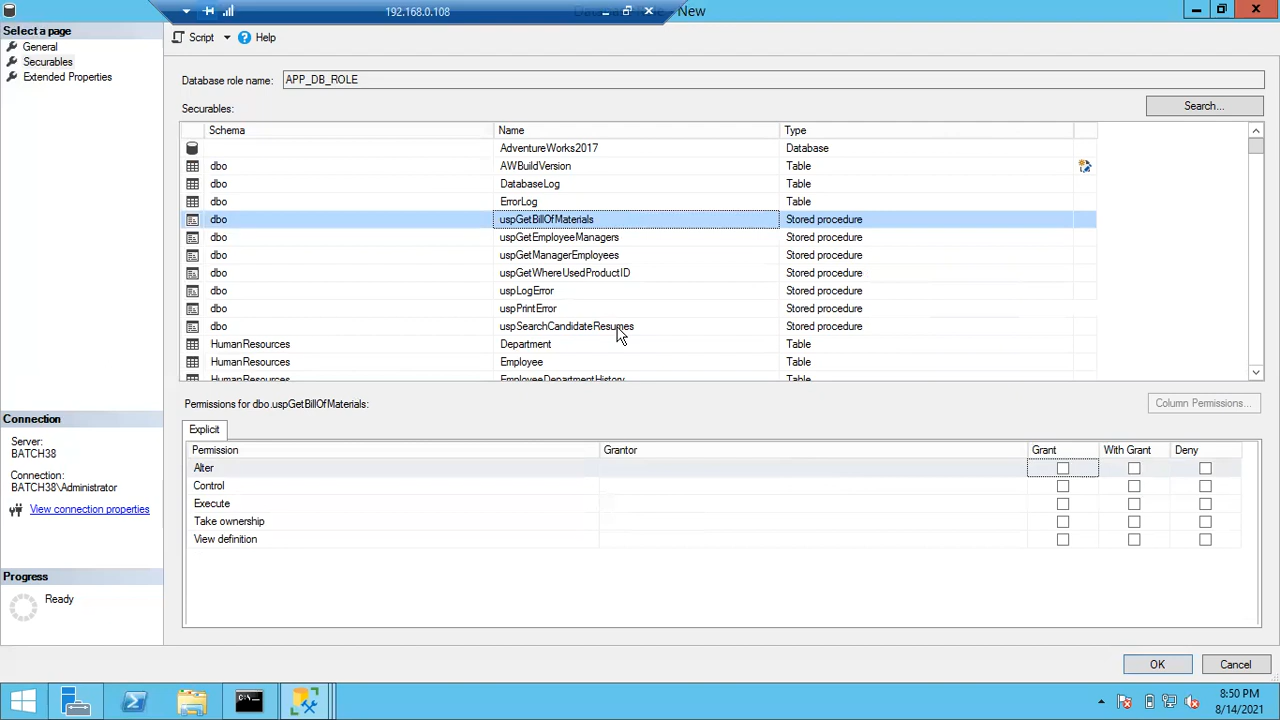 192.168.0.108
New
Select a page
General
Securables
Extended Properties
Script
Help
Database role name:
APP_DB_ROLE
Securables:
Search...
Schema Name Type
AdventureWorks2017 Database
dbo AWBuildVersion Table
dbo DatabaseLog Table
dbo ErrorLog Table
dbo uspGetBillOfMaterials Stored procedure
dbo uspGetEmployeeManagers Stored procedure
dbo uspGetManagerEmployees Stored procedure
dbo uspGetWhereUsedProductID Stored procedure
dbo uspLogError Stored procedure
dbo uspPrintError Stored procedure
dbo uspSearchCandidateResumes Stored procedure
HumanResources Department Table
HumanResources Employee Table
HumanResources EmployeeDepartmentHistory Table
Permissions for dbo.uspGetBillOfMaterials:
Column Permissions...
Explicit
Permission Grantor Grant With Grant Deny
Alter
Control
Execute
Take ownership
View definition
Connection
Server:
BATCH38
Connection:
BATCH38\Administrator
View connection properties
Progress
Ready
OK
Cancel
8:50 PM
8/14/2021